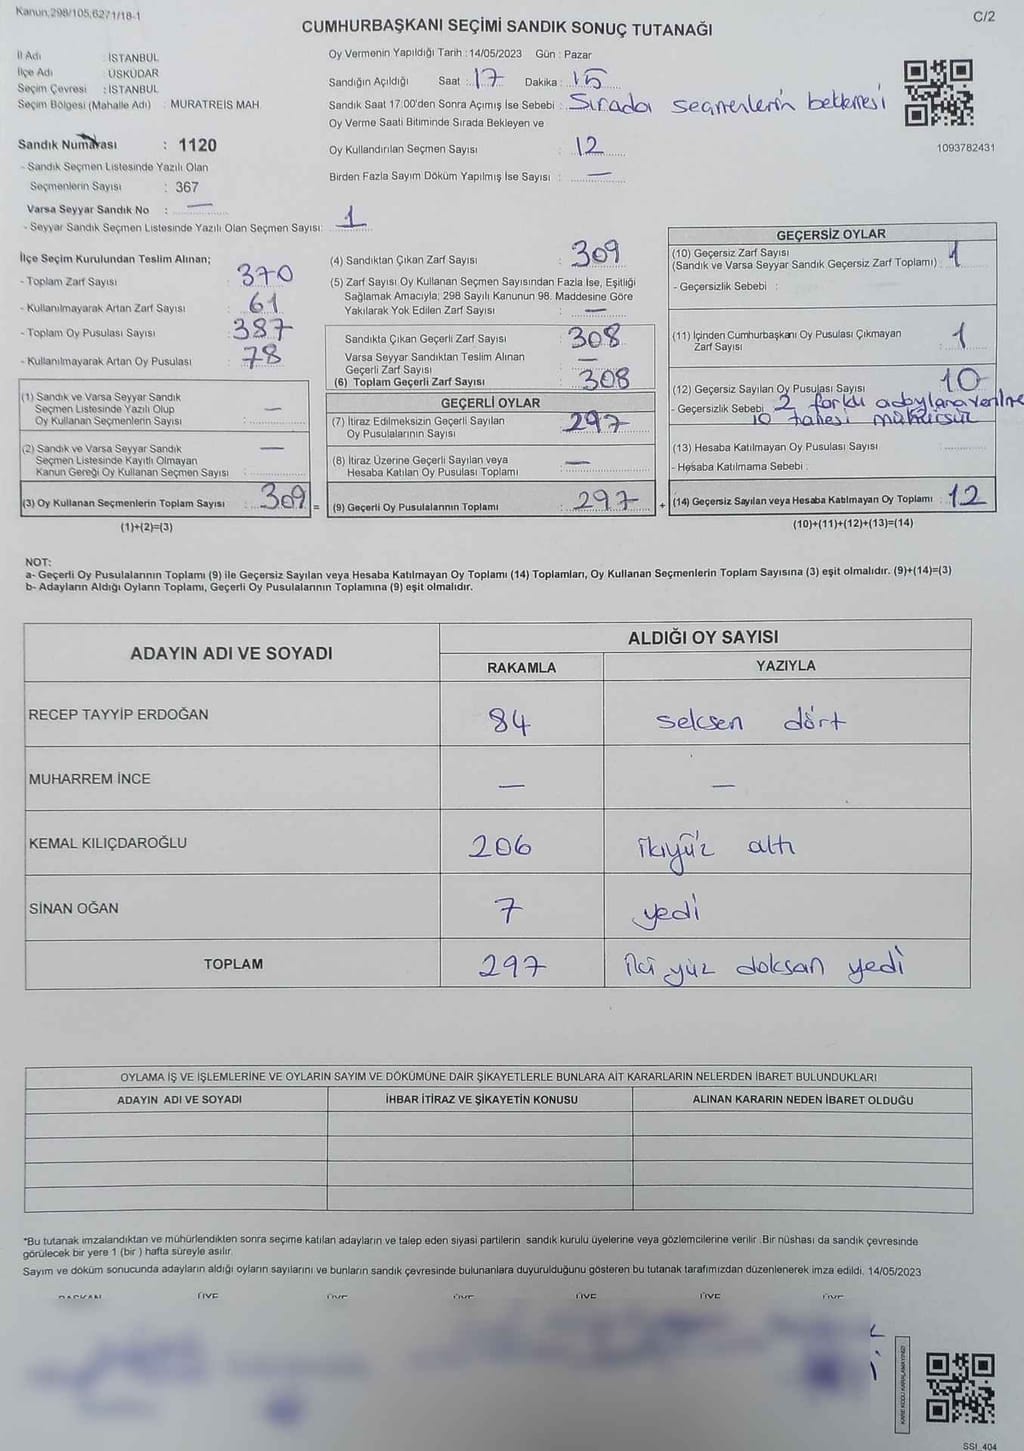 Kanun,298/105,6271/18-1
C/2
CUMHURBAŞKANI SEÇİMİ SANDIK SONUÇ TUTANAĞI
İl Adı : İSTANBUL
İlçe Adı : ÜSKÜDAR
Seçim Çevresi : İSTANBUL
Seçim Bölgesi (Mahalle Adı) : MURATREİS MAH.
Sandık Numarası : 1120
- Sandık Seçmen Listesinde Yazılı Olan
Seçmenlerin Sayısı : 367
Varsa Seyyar Sandık No : —
- Seyyar Sandık Seçmen Listesinde Yazılı Olan Seçmen Sayısı: 1
Oy Vermenin Yapıldığı Tarih : 14/05/2023 Gün : Pazar
Sandığın Açıldığı Saat : 17 Dakika : 15
Sandık Saat 17:00'den Sonra Açımış İse Sebebi : Sırada seçmenlerin beklemesi
Oy Verme Saati Bitiminde Sırada Bekleyen ve
Oy Kullandırılan Seçmen Sayısı : 12
Birden Fazla Sayım Döküm Yapılmış İse Sayısı : —
1093782431
İlçe Seçim Kurulundan Teslim Alınan;
- Toplam Zarf Sayısı : 370
- Kullanılmayarak Artan Zarf Sayısı : 61
- Toplam Oy Pusulası Sayısı : 387
- Kullanılmayarak Artan Oy Pusulası : 78
(1) Sandık ve Varsa Seyyar Sandık
Seçmen Listesinde Yazılı Olup
Oy Kullanan Seçmenlerin Sayısı : —
(2) Sandık ve Varsa Seyyar Sandık
Seçmen Listesinde Kayıtlı Olmayan
Kanun Gereği Oy Kullanan Seçmen Sayısı : —
(3) Oy Kullanan Seçmenlerin Toplam Sayısı : 309 =
(1)+(2)=(3)
(4) Sandıktan Çıkan Zarf Sayısı : 309
(5) Zarf Sayısı Oy Kullanan Seçmen Sayısından Fazla İse, Eşitliği
Sağlamak Amacıyla; 298 Sayılı Kanunun 98. Maddesine Göre
Yakılarak Yok Edilen Zarf Sayısı : —
Sandıkta Çıkan Geçerli Zarf Sayısı : 308
Varsa Seyyar Sandıktan Teslim Alınan
Geçerli Zarf Sayısı : —
(6) Toplam Geçerli Zarf Sayısı : 308
GEÇERLİ OYLAR
(7) İtiraz Edilmeksizin Geçerli Sayılan
Oy Pusulalarının Sayısı : 297
(8) İtiraz Üzerine Geçerli Sayılan veya
Hesaba Katılan Oy Pusulası Toplamı : —
(9) Geçerli Oy Pusulalarının Toplamı : 297 +
GEÇERSİZ OYLAR
(10) Geçersiz Zarf Sayısı
(Sandık ve Varsa Seyyar Sandık Geçersiz Zarf Toplamı) : 1
- Geçersizlik Sebebi :
(11) İçinden Cumhurbaşkanı Oy Pusulası Çıkmayan
Zarf Sayısı : 1
(12) Geçersiz Sayılan Oy Pusulası Sayısı : 10
- Geçersizlik Sebebi : 2 farklı
10 tanesi mühürsür
(13) Hesaba Katılmayan Oy Pusulası Sayısı :
- Hesaba Katılmama Sebebi :
(14) Geçersiz Sayılan veya Hesaba Katılmayan Oy Toplamı : 12
(10)+(11)+(12)+(13)=(14)
NOT:
a- Geçerli Oy Pusulalarının Toplamı (9) ile Geçersiz Sayılan veya Hesaba Katılmayan Oy Toplamı (14) Toplamları, Oy Kullanan Seçmenlerin Toplam Sayısına (3) eşit olmalıdır. (9)+(14)=(3)
b- Adayların Aldığı Oyların Toplamı, Geçerli Oy Pusulalarının Toplamına (9) eşit olmalıdır.
ADAYIN ADI VE SOYADI
ALDIĞI OY SAYISI
RAKAMLA YAZIYLA
RECEP TAYYİP ERDOĞAN 84 seksen dört
MUHARREM İNCE — —
KEMAL KILIÇDAROĞLU 206 ikiyüz altı
SİNAN OĞAN 7 yedi
TOPLAM 297 iki yüz doksan yedi
OYLAMA İŞ VE İŞLEMLERİNE VE OYLARIN SAYIM VE DÖKÜMÜNE DAİR ŞİKAYETLERLE BUNLARA AİT KARARLARIN NELERDEN İBARET BULUNDUKLARI
ADAYIN ADI VE SOYADI İHBAR İTİRAZ VE ŞİKAYETİN KONUSU ALINAN KARARIN NEDEN İBARET OLDUĞU
*Bu tutanak imzalandıktan ve mühürlendikten sonra seçime katılan adayların ve talep eden siyasi partilerin sandık kurulu üyelerine veya gözlemcilerine verilir .Bir nüshası da sandık çevresinde
görülecek bir yere 1 (bir ) hafta süreyle asılır.
Sayım ve döküm sonucunda adayların aldığı oyların sayılarını ve bunların sandık çevresinde bulunanlara duyurulduğunu gösteren bu tutanak tarafımızdan düzenlenerek imza edildi. 14/05/2023
BAŞKAN ÜYE ÜYE ÜYE ÜYE ÜYE ÜYE
KARE KODU KARALAMAYINIZ!
SSI_404